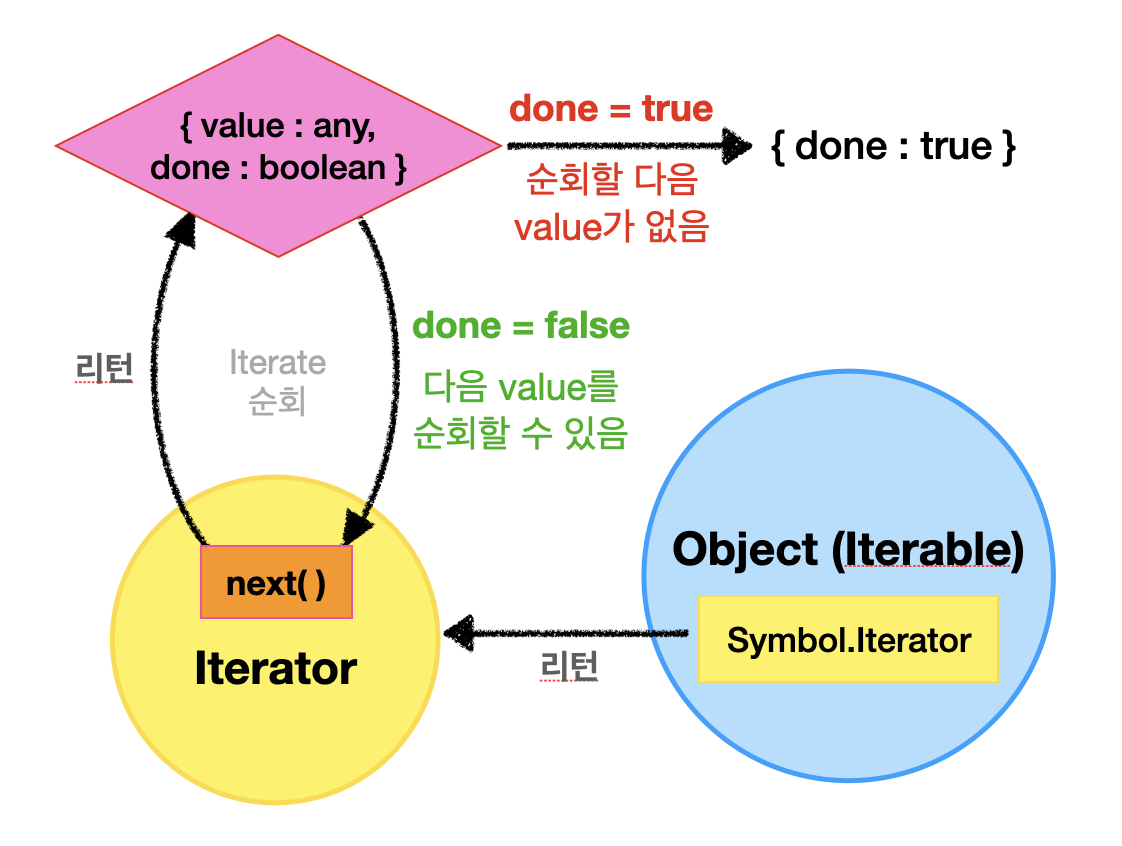 { value : any,
done : boolean }
done = true
순회할 다음
value가 없음
{ done : true }
리턴
Iterate
순회
done = false
다음 value를
순회할 수 있음
next( )
Iterator
리턴
Object (Iterable)
Symbol.Iterator